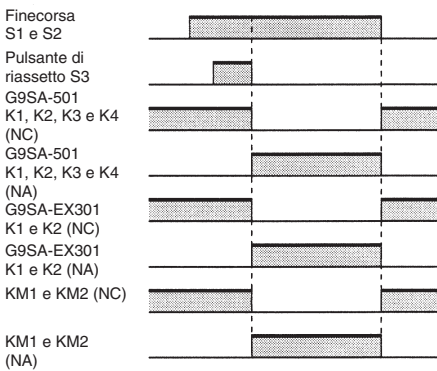 Finecorsa
S1 e S2
Pulsante di
riassetto S3
G9SA-501
K1, K2, K3 e K4
(NC)
G9SA-501
K1, K2, K3 e K4
(NA)
G9SA-EX301
K1 e K2 (NC)
G9SA-EX301
K1 e K2 (NA)
KM1 e KM2 (NC)
KM1 e KM2
(NA)